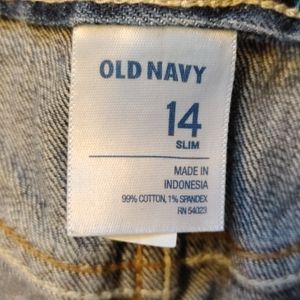 OLD NAVY
14
SLIM
MADE IN
INDONESIA
99% COTTON, 1% SPANDEX
RN 54023